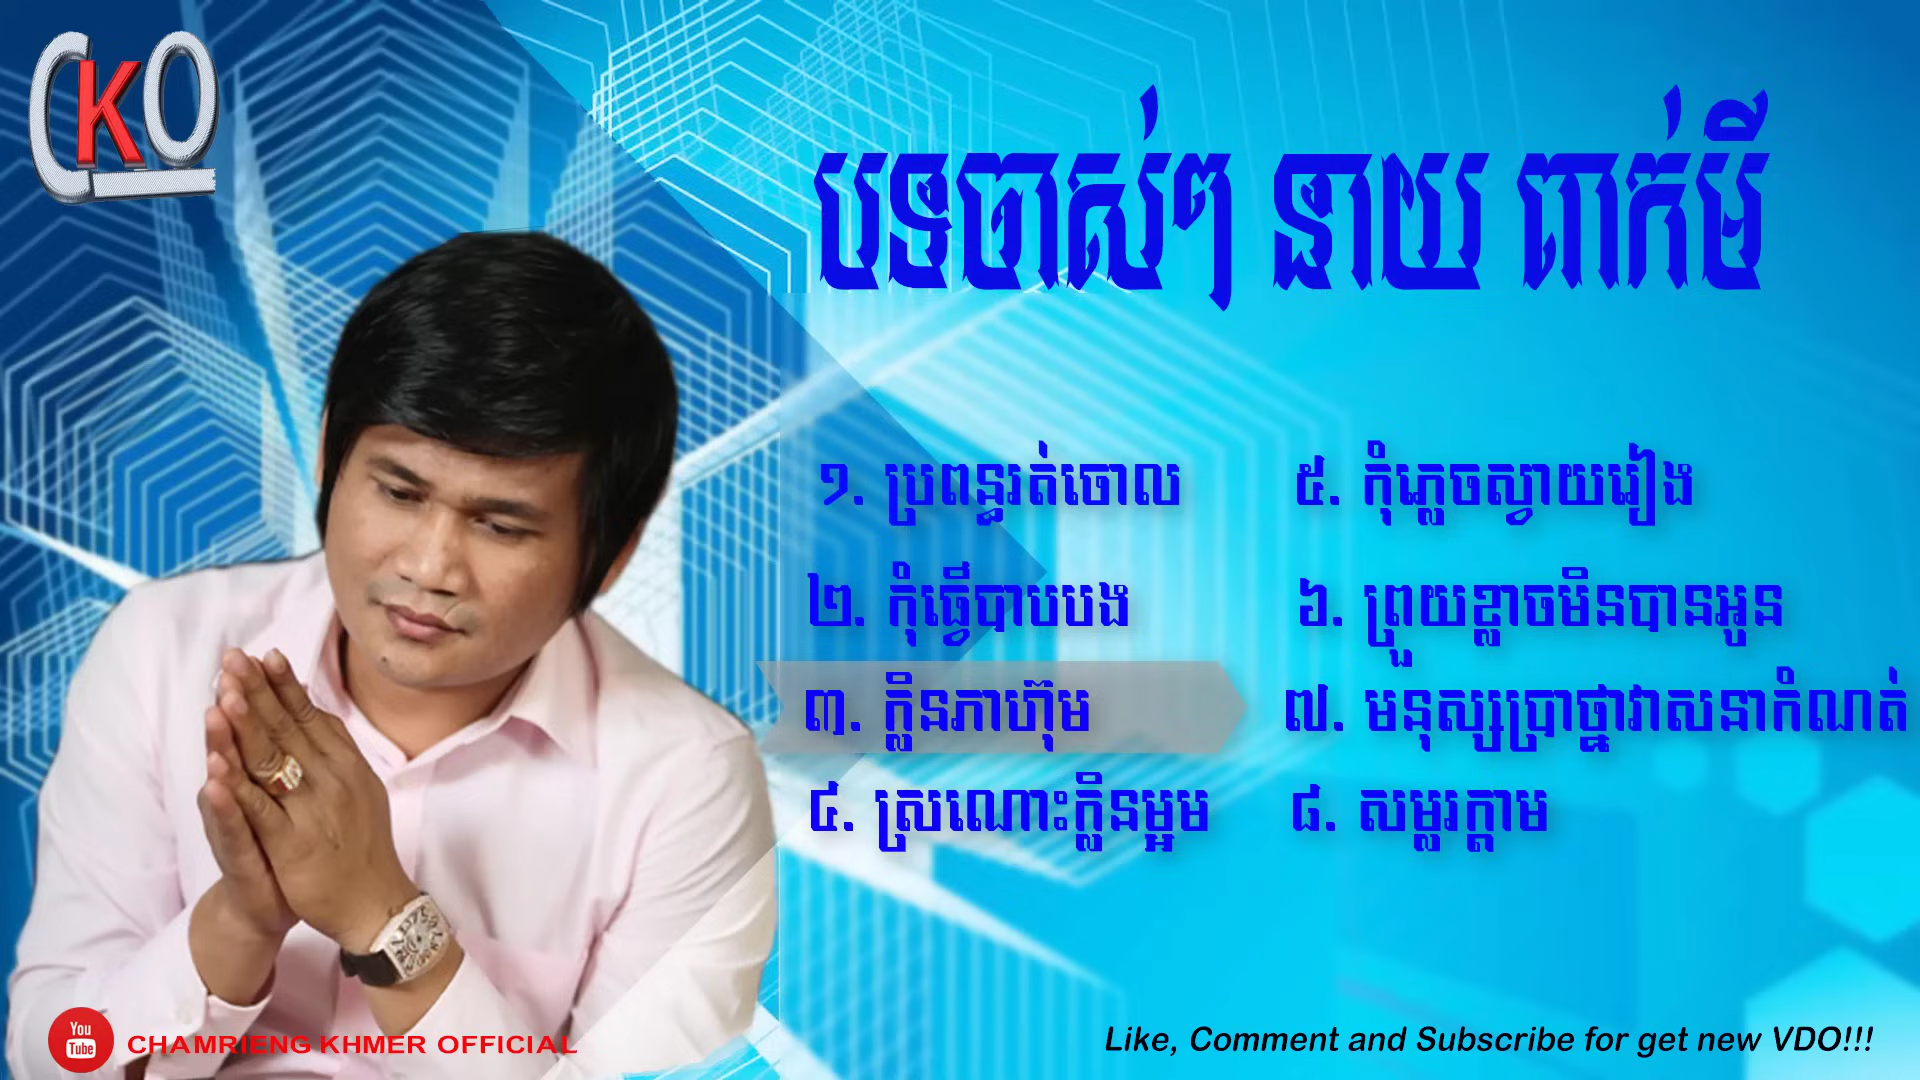 CKO
បទចាស់ៗ នាយ ពាក់មី
១. ប្រពន្ធរត់ចោល
២. កុំធ្វើបាបបង
៣. ក្លិនភាហ៊ុម
៤. ស្រណោះក្លិនម្អម
៥. កុំភ្លេចស្វាយរៀង
៦. ព្រួយខ្លាចមិនបានអូន
៧. មនុស្សប្រាថ្នាវាសនាកំណត់
៨. សម្លរក្តាម
You Tube
CHAMRIENG KHMER OFFICIAL
Like, Comment and Subscribe for get new VDO!!!